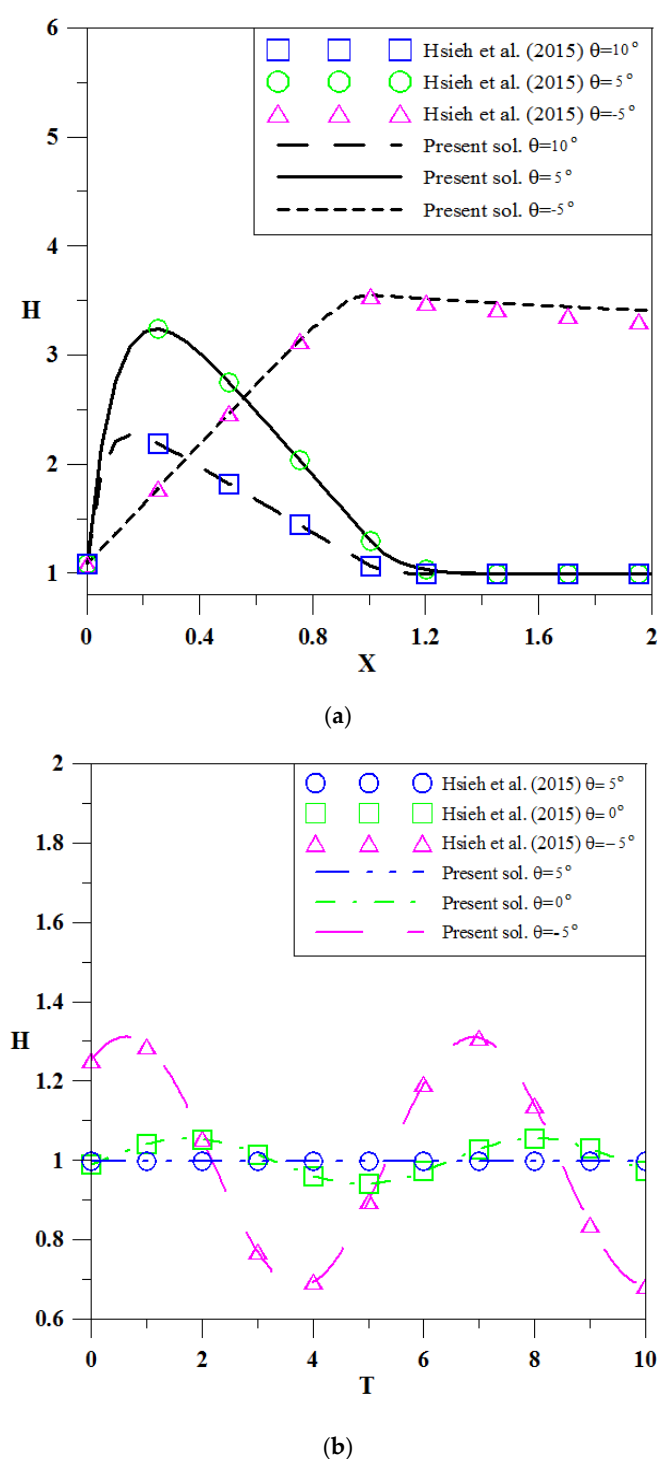 6
Hsieh et al. (2015) θ=10°
Hsieh et al. (2015) θ=5°
Hsieh et al. (2015) θ=-5°
Present sol. θ=10°
5
Present sol. θ=5°
Present sol. θ=-5°
4
H
3
2
1
0 0.4 0.8 1.2 1.6 2
X
(a)
2
Hsieh et al. (2015) θ=5°
Hsieh et al. (2015) θ=0°
Hsieh et al. (2015) θ=-5°
1.8
Present sol. θ=5°
Present sol. θ=0°
1.6
Present sol. θ=-5°
1.4
H
1.2
1
0.8
0.6
0 2 4 6 8 10
T
(b)